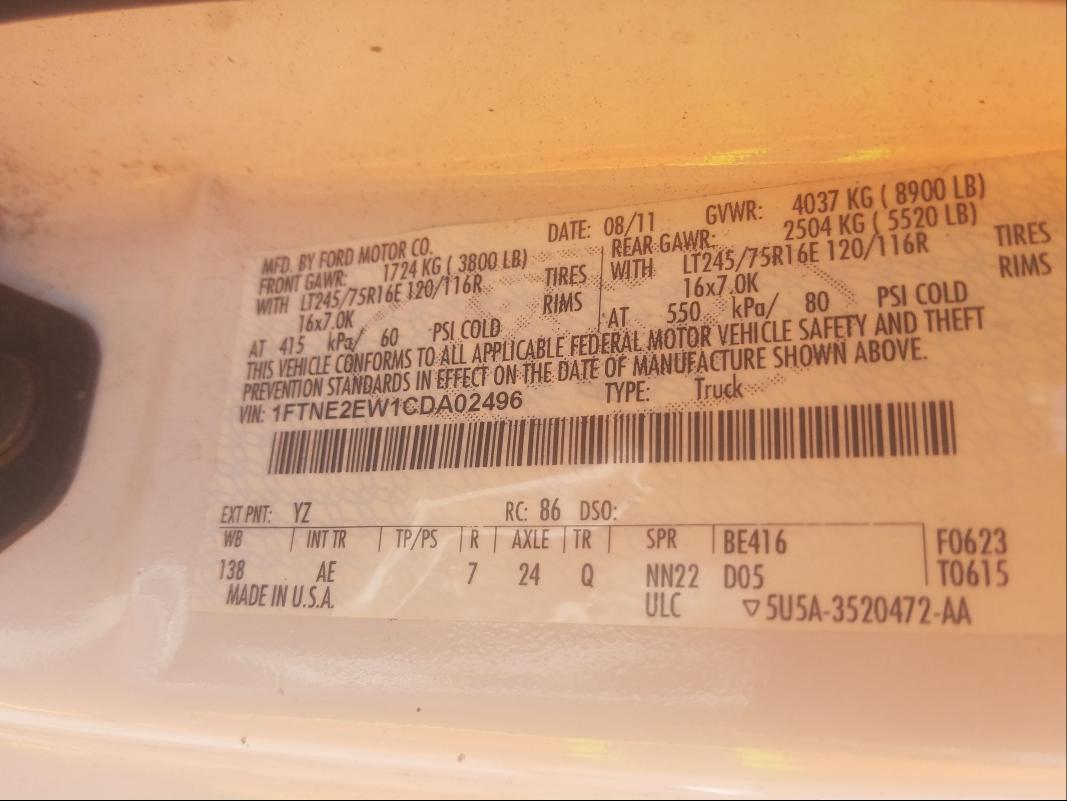 MFD. BY FORD MOTOR CO. DATE: 08/11 GVWR: 4037 KG ( 8900 LB)
FRONT GAWR: 1724 KG ( 3800 LB) REAR GAWR: 2504 KG ( 5520 LB)
WITH LT245/75R16E 120/116R TIRES WITH LT245/75R16E 120/116R TIRES
16x7.0K RIMS 16x7.0K RIMS
AT 415 kPa/ 60 PSI COLD AT 550 kPa/ 80 PSI COLD
THIS VEHICLE CONFORMS TO ALL APPLICABLE FEDERAL MOTOR VEHICLE SAFETY AND THEFT
PREVENTION STANDARDS IN EFFECT ON THE DATE OF MANUFACTURE SHOWN ABOVE.
VIN: 1FTNE2EW1CDA02496 TYPE: Truck
EXT PNT: YZ RC: 86 DSO:
WB INT TR TP/PS R AXLE TR SPR BE416 F0623
138 AE 7 24 Q NN22 D05 T0615
MADE IN U.S.A. ULC ▽5U5A-3520472-AA